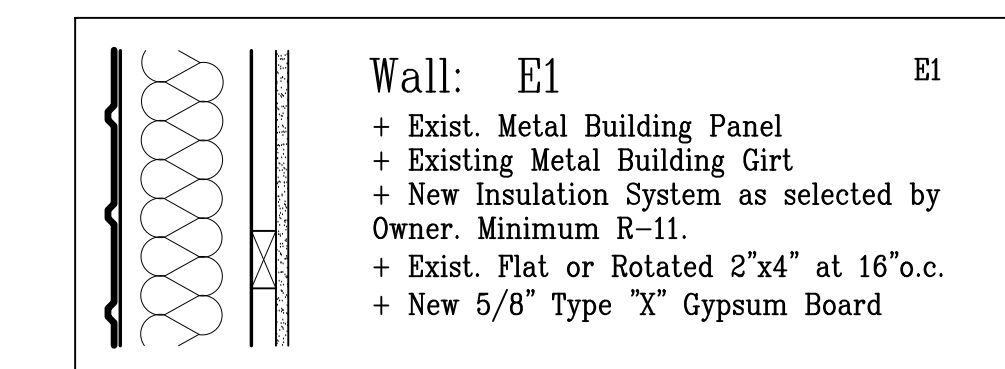 Wall: E1 E1
+ Exist. Metal Building Panel
+ Existing Metal Building Girt
+ New Insulation System as selected by
Owner. Minimum R-11.
+ Exist. Flat or Rotated 2"x4" at 16"o.c.
+ New 5/8" Type "X" Gypsum Board